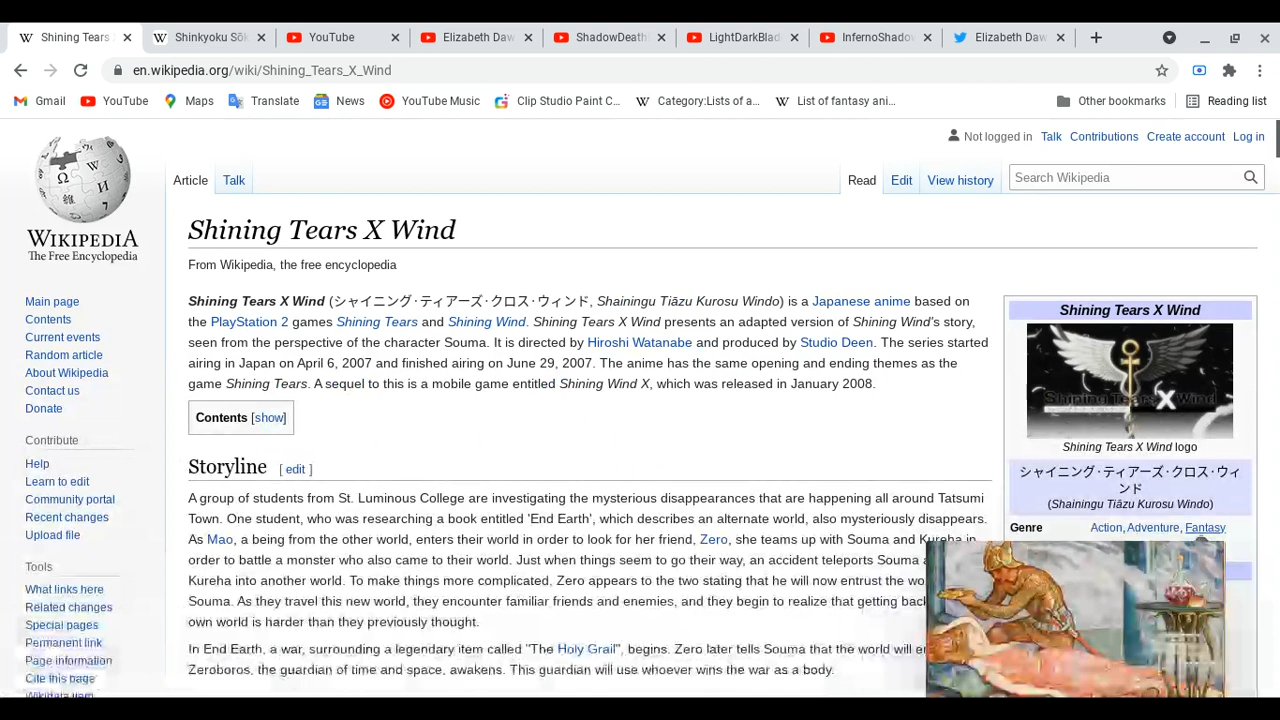 Shining Tears
Shinkyoku Sōk
YouTube
Elizabeth Daw
ShadowDeath
LightDarkBlad
InfernoShadov
Elizabeth Daw
en.wikipedia.org/wiki/Shining_Tears_X_Wind
Gmail YouTube Maps Translate News YouTube Music Clip Studio Paint C... Category:Lists of a... List of fantasy ani... Other bookmarks Reading list
Not logged in Talk Contributions Create account Log in
Article Talk Read Edit View history Search Wikipedia
WIKIPEDIA
The Free Encyclopedia
Main page
Contents
Current events
Random article
About Wikipedia
Contact us
Donate
Contribute
Help
Learn to edit
Community portal
Recent changes
Upload file
Tools
What links here
Related changes
Special pages
Permanent link
Page information
Cite this page
Wikidata item
Shining Tears X Wind
From Wikipedia, the free encyclopedia
Shining Tears X Wind (シャイニング·ティアーズ·クロス·ウィンド, Shainingu Tiāzu Kurosu Windo) is a Japanese anime based on
the PlayStation 2 games Shining Tears and Shining Wind. Shining Tears X Wind presents an adapted version of Shining Wind's story,
seen from the perspective of the character Souma. It is directed by Hiroshi Watanabe and produced by Studio Deen. The series started
airing in Japan on April 6, 2007 and finished airing on June 29, 2007. The anime has the same opening and ending themes as the
game Shining Tears. A sequel to this is a mobile game entitled Shining Wind X, which was released in January 2008.
Contents [show]
Storyline [ edit ]
A group of students from St. Luminous College are investigating the mysterious disappearances that are happening all around Tatsumi
Town. One student, who was researching a book entitled 'End Earth', which describes an alternate world, also mysteriously disappears.
As Mao, a being from the other world, enters their world in order to look for her friend, Zero, she teams up with Souma and Kureha in
order to battle a monster who also came to their world. Just when things seem to go their way, an accident teleports Souma
Kureha into another world. To make things more complicated, Zero appears to the two stating that he will now entrust the
Souma. As they travel this new world, they encounter familiar friends and enemies, and they begin to realize that getting
own world is harder than they previously thought.
In End Earth, a war, surrounding a legendary item called "The Holy Grail", begins. Zero later tells Souma that the world will
Zeroboros, the guardian of time and space, awakens. This guardian will use whoever wins the war as a body.
Shining Tears X Wind
Shining Tears X Wind
Shining Tears X Wind logo
シャイニング·ティアーズ·クロス·ウィ
ンド
(Shainingu Tiāzu Kurosu Windo)
Genre Action, Adventure, Fantasy